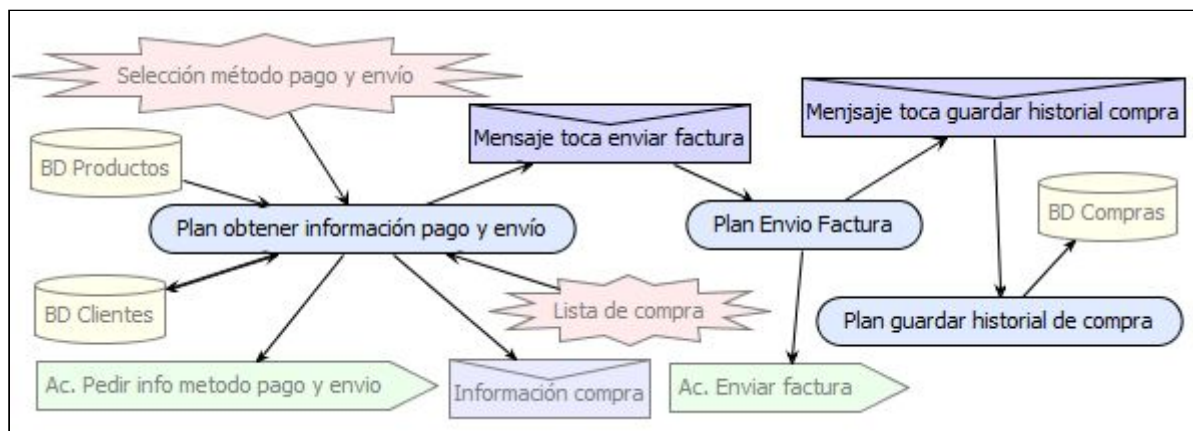 Selección método pago y envío
Mensaje toca enviar factura
Menjsaje toca guardar historial compra
BD Productos
BD Compras
Plan obtener información pago y envío
Plan Envio Factura
BD Clientes
Lista de compra
Plan guardar historial de compra
Ac. Pedir info metodo pago y envio
Información compra
Ac. Enviar factura